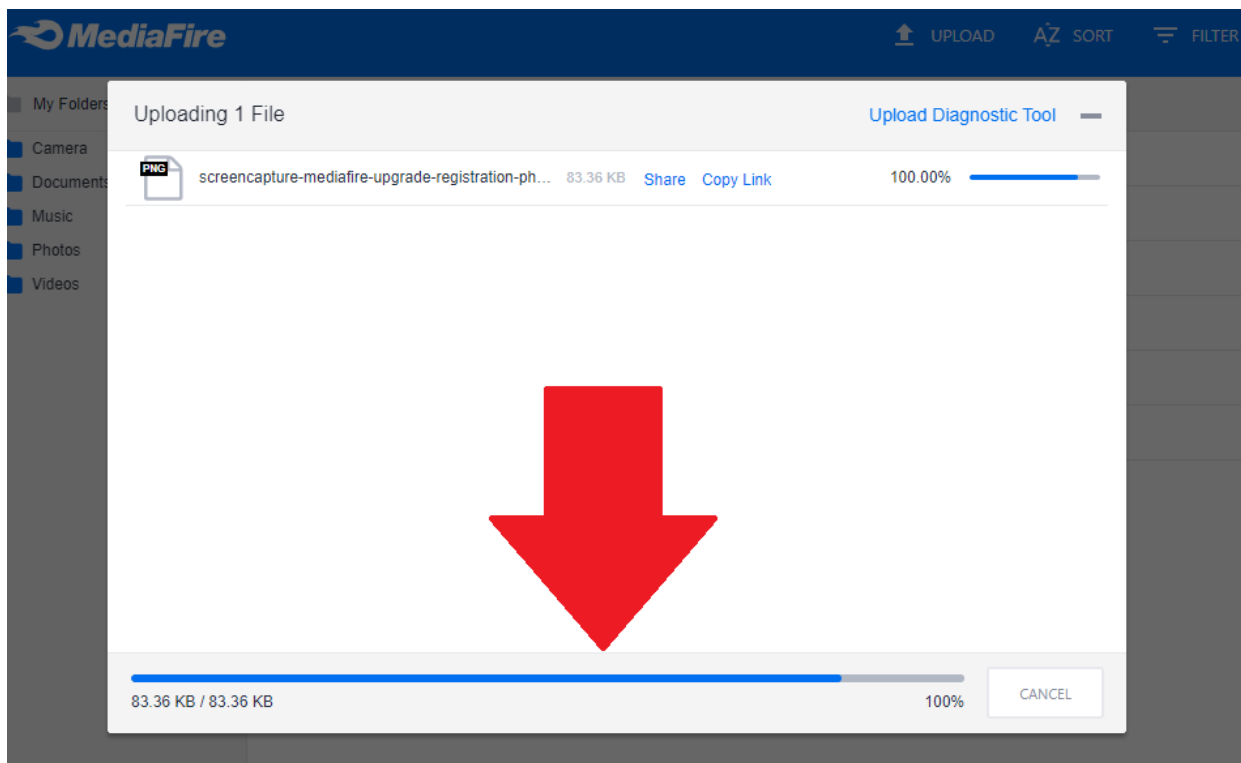 MediaFire
UPLOAD
AZ SORT
FILTER
My Folders
Uploading 1 File
Upload Diagnostic Tool
Camera
PNG
screencapture-mediafire-upgrade-registration-ph... 83.36 KB Share Copy Link 100.00%
Documents
Music
Photos
Videos
83.36 KB / 83.36 KB
100%
CANCEL